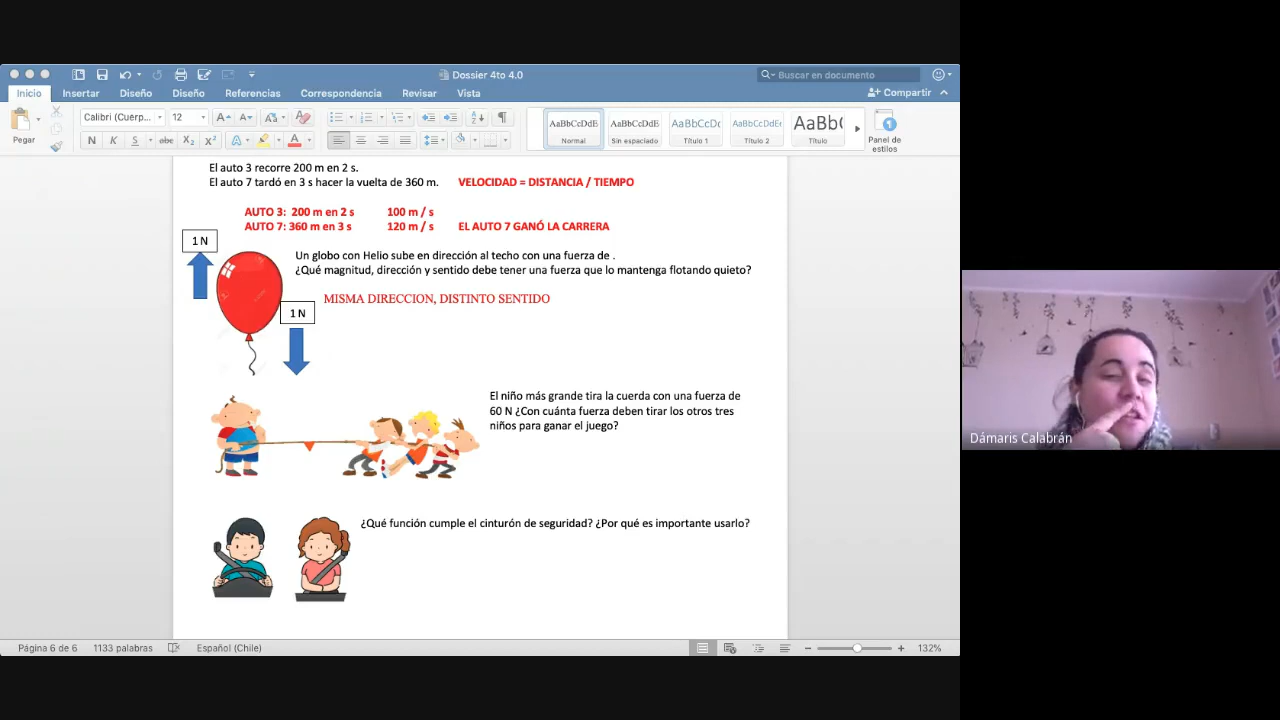 Dossier 4to 4.0
Buscar en documento
Inicio
Insertar
Diseño
Diseño
Referencias
Correspondencia
Revisar
Vista
Compartir
Pegar
Calibri (Cuerp...
12
N
K
S
abc
X₂
X²
AaBbCcDdE
Normal
AaBbCcDdE
Sin espaciado
AaBbCcDc
Título 1
AaBbCcDdEe
Título 2
AaBb(
Título
Panel de
estilos
El auto 3 recorre 200 m en 2 s.
El auto 7 tardó en 3 s hacer la vuelta de 360 m. VELOCIDAD = DISTANCIA / TIEMPO
AUTO 3: 200 m en 2 s 100 m / s
AUTO 7: 360 m en 3 s 120 m / s EL AUTO 7 GANÓ LA CARRERA
1 N
Un globo con Helio sube en dirección al techo con una fuerza de .
¿Qué magnitud, dirección y sentido debe tener una fuerza que lo mantenga flotando quieto?
MISMA DIRECCION, DISTINTO SENTIDO
1 N
El niño más grande tira la cuerda con una fuerza de
60 N ¿Con cuánta fuerza deben tirar los otros tres
niños para ganar el juego?
¿Qué función cumple el cinturón de seguridad? ¿Por qué es importante usarlo?
Página 6 de 6
1133 palabras
Español (Chile)
132%
Dámaris Calabrán